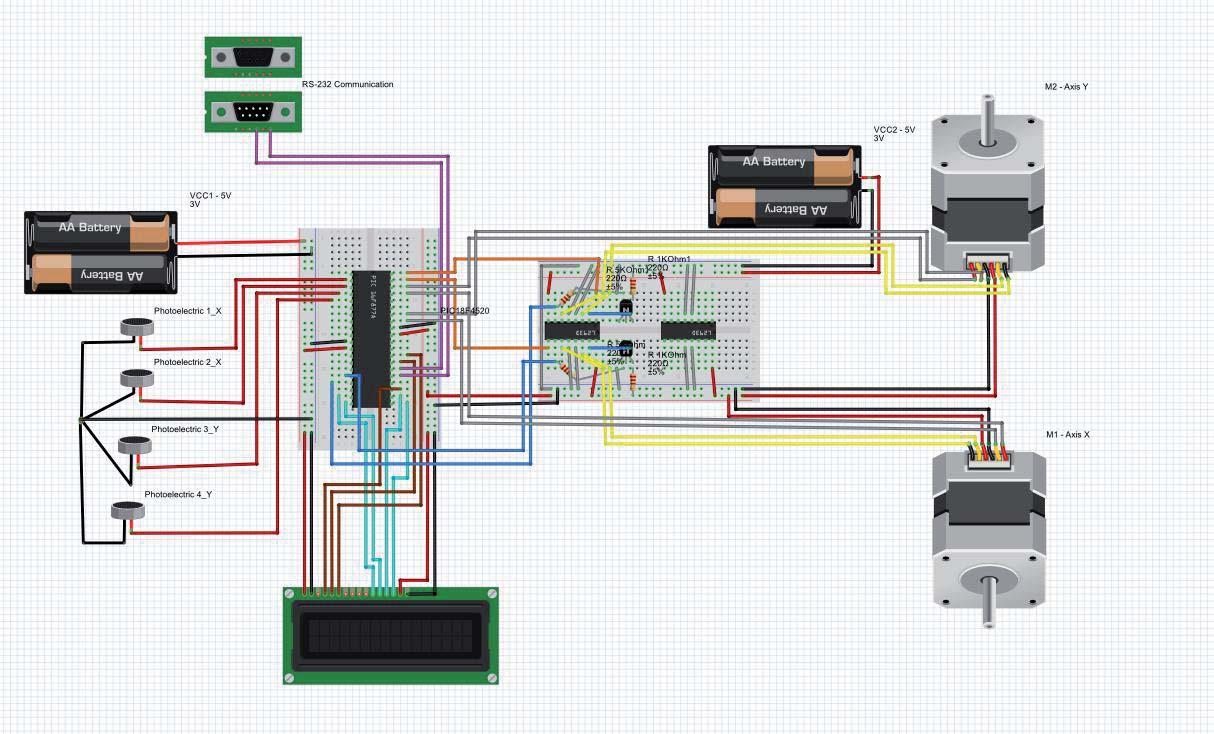 RS-232 Communication
M2 - Axis Y
VCC2 - 5V
3V
AA Battery
AA Battery
VCC1 - 5V
3V
AA Battery
AA Battery
R 1KOhm1
220Ω
±5%
R 5KOhm1
220Ω
±5%
PIC 16F877A
PIC18F4520
Photoelectric 1_X
L293D
L293D
220Ω
±5%
R 1KOhm
220Ω
±5%
Photoelectric 2_X
Photoelectric 3_Y
M1 - Axis X
Photoelectric 4_Y